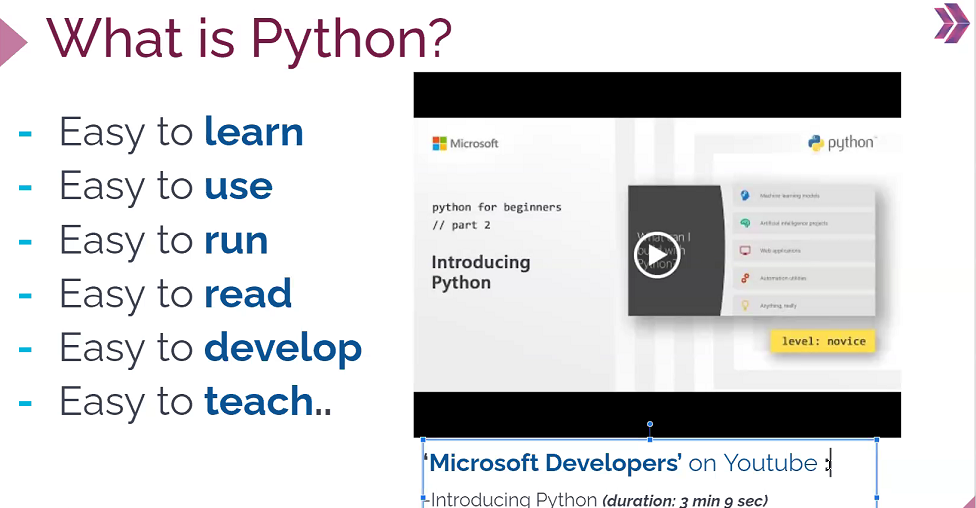 What is Python?
- Easy to learn
- Easy to use
- Easy to run
- Easy to read
- Easy to develop
- Easy to teach..
Microsoft
python
python for beginners
// part 2
Introducing
Python
What can I
build with
Python?
Machine learning models
Artificial intelligence projects
Web applications
Automation utilities
Anything, really
level: novice
‘Microsoft Developers’ on Youtube :
-Introducing Python (duration: 3 min 9 sec)